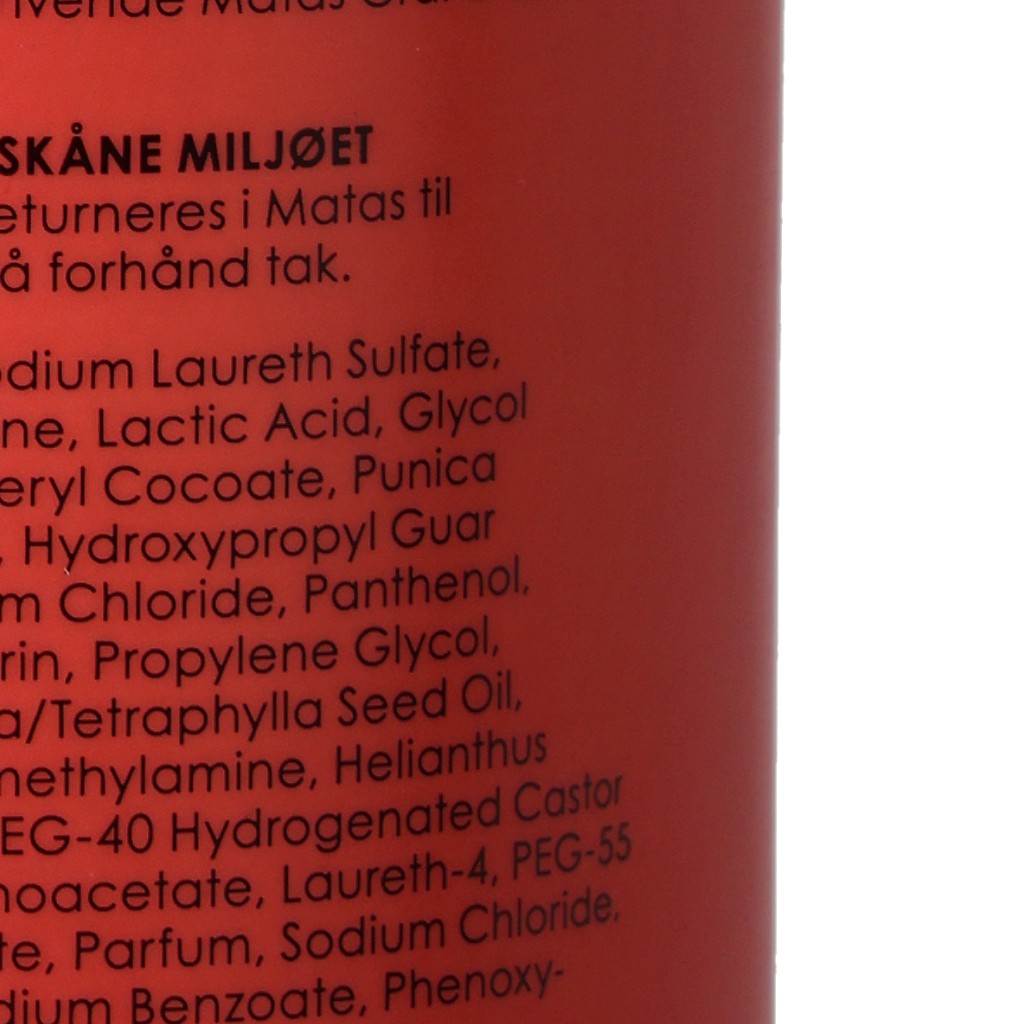 Matas
SKÅNE MILJØET
eturneres i Matas til
å forhånd tak.
odium Laureth Sulfate,
ne, Lactic Acid, Glycol
eryl Cocoate, Punica
, Hydroxypropyl Guar
m Chloride, Panthenol,
rin, Propylene Glycol,
a/Tetraphylla Seed Oil,
methylamine, Helianthus
EG-40 Hydrogenated Castor
noacetate, Laureth-4, PEG-55
te, Parfum, Sodium Chloride,
dium Benzoate, Phenoxy-